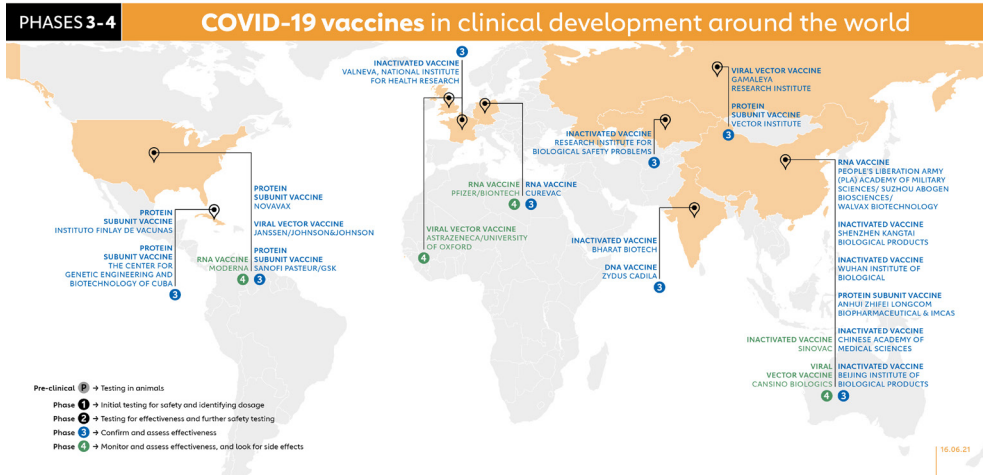 PHASES 3-4
COVID-19 vaccines in clinical development around the world
3
INACTIVATED VACCINE
VALNEVA, NATIONAL INSTITUTE
FOR HEALTH RESEARCH
VIRAL VECTOR VACCINE
GAMALEYA
RESEARCH INSTITUTE
PROTEIN
SUBUNIT VACCINE
VECTOR INSTITUTE
3
INACTIVATED VACCINE
RESEARCH INSTITUTE FOR
BIOLOGICAL SAFETY PROBLEMS
3
PROTEIN
SUBUNIT VACCINE
NOVAVAX
VIRAL VECTOR VACCINE
JANSSEN/JOHNSON&JOHNSON
PROTEIN
SUBUNIT VACCINE
SANOFI PASTEUR/GSK
3
RNA VACCINE
MODERNA
4
PROTEIN
SUBUNIT VACCINE
INSTITUTO FINLAY DE VACUNAS
PROTEIN
SUBUNIT VACCINE
THE CENTER FOR
GENETIC ENGINEERING AND
BIOTECHNOLOGY OF CUBA
3
RNA VACCINE
PFIZER/BIONTECH
4
RNA VACCINE
CUREVAC
3
VIRAL VECTOR VACCINE
ASTRAZENECA/UNIVERSITY
OF OXFORD
4
INACTIVATED VACCINE
BHARAT BIOTECH
DNA VACCINE
ZYDUS CADILA
3
RNA VACCINE
PEOPLE'S LIBERATION ARMY
(PLA) ACADEMY OF MILITARY
SCIENCES/ SUZHOU ABOGEN
BIOSCIENCES/
WALVAX BIOTECHNOLOGY
INACTIVATED VACCINE
SHENZHEN KANGTAI
BIOLOGICAL PRODUCTS
INACTIVATED VACCINE
WUHAN INSTITUTE OF
BIOLOGICAL
PROTEIN SUBUNIT VACCINE
ANHUI ZHIFEI LONGCOM
BIOPHARMACEUTICAL & IMCAS
INACTIVATED VACCINE
CHINESE ACADEMY OF
MEDICAL SCIENCES
INACTIVATED VACCINE
BEIJING INSTITUTE OF
BIOLOGICAL PRODUCTS
3
INACTIVATED VACCINE
SINOVAC
VIRAL
VECTOR VACCINE
CANSINO BIOLOGICS
4
Pre-clinical P → Testing in animals
Phase 1 → Initial testing for safety and identifying dosage
Phase 2 → Testing for effectiveness and further safety testing
Phase 3 → Confirm and assess effectiveness
Phase 4 → Monitor and assess effectiveness, and look for side effects
16.06.21